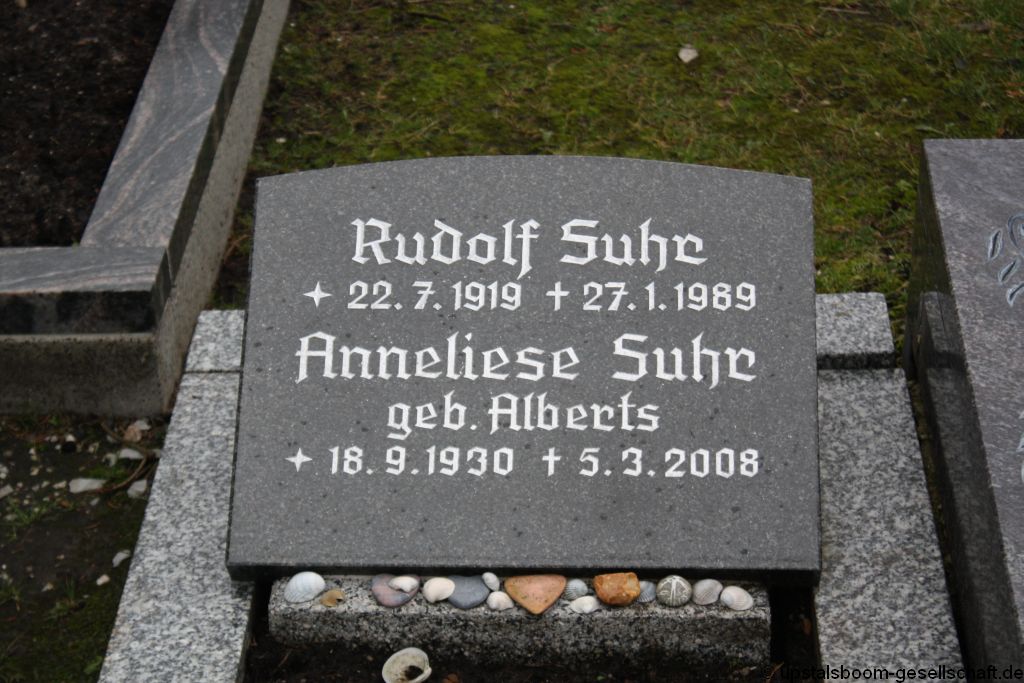 Rudolf Suhr
✦ 22.7.1919 ✝ 27.1.1989
Anneliese Suhr
geb. Alberts
✦ 18.9.1930 ✝ 5.3.2008
© upstalsboom-gesellschaft.de